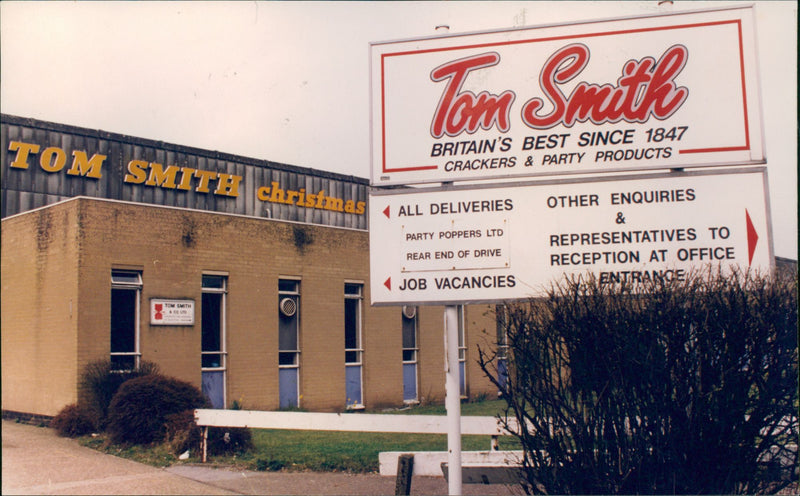 Tom Smith
BRITAIN'S BEST SINCE 1847
CRACKERS & PARTY PRODUCTS
ALL DELIVERIES
PARTY POPPERS LTD
REAR END OF DRIVE
JOB VACANCIES
OTHER ENQUIRIES
&
REPRESENTATIVES TO
RECEPTION AT OFFICE
ENTRANCE
TOM SMITH christmas
TOM SMITH
& CO LTD